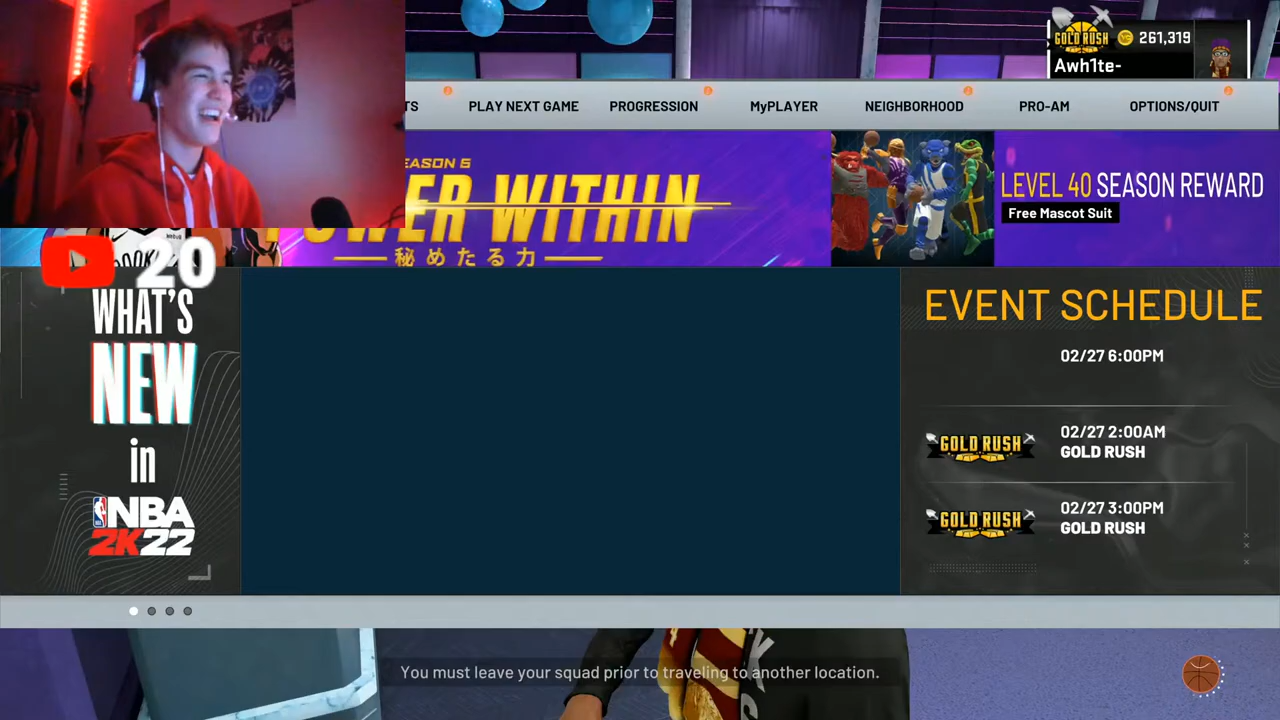 GOLD RUSH
261,319
Awh1te-
TS
PLAY NEXT GAME
PROGRESSION
MyPLAYER
NEIGHBORHOOD
PRO-AM
OPTIONS/QUIT
EASON 5
ER WITHIN
秘めたる力
LEVEL 40 SEASON REWARD
Free Mascot Suit
20
WHAT'S
NEW
in
NBA
2K22
EVENT SCHEDULE
02/27 6:00PM
GOLD RUSH
02/27 2:00AM
GOLD RUSH
GOLD RUSH
02/27 3:00PM
GOLD RUSH
You must leave your squad prior to traveling to another location.